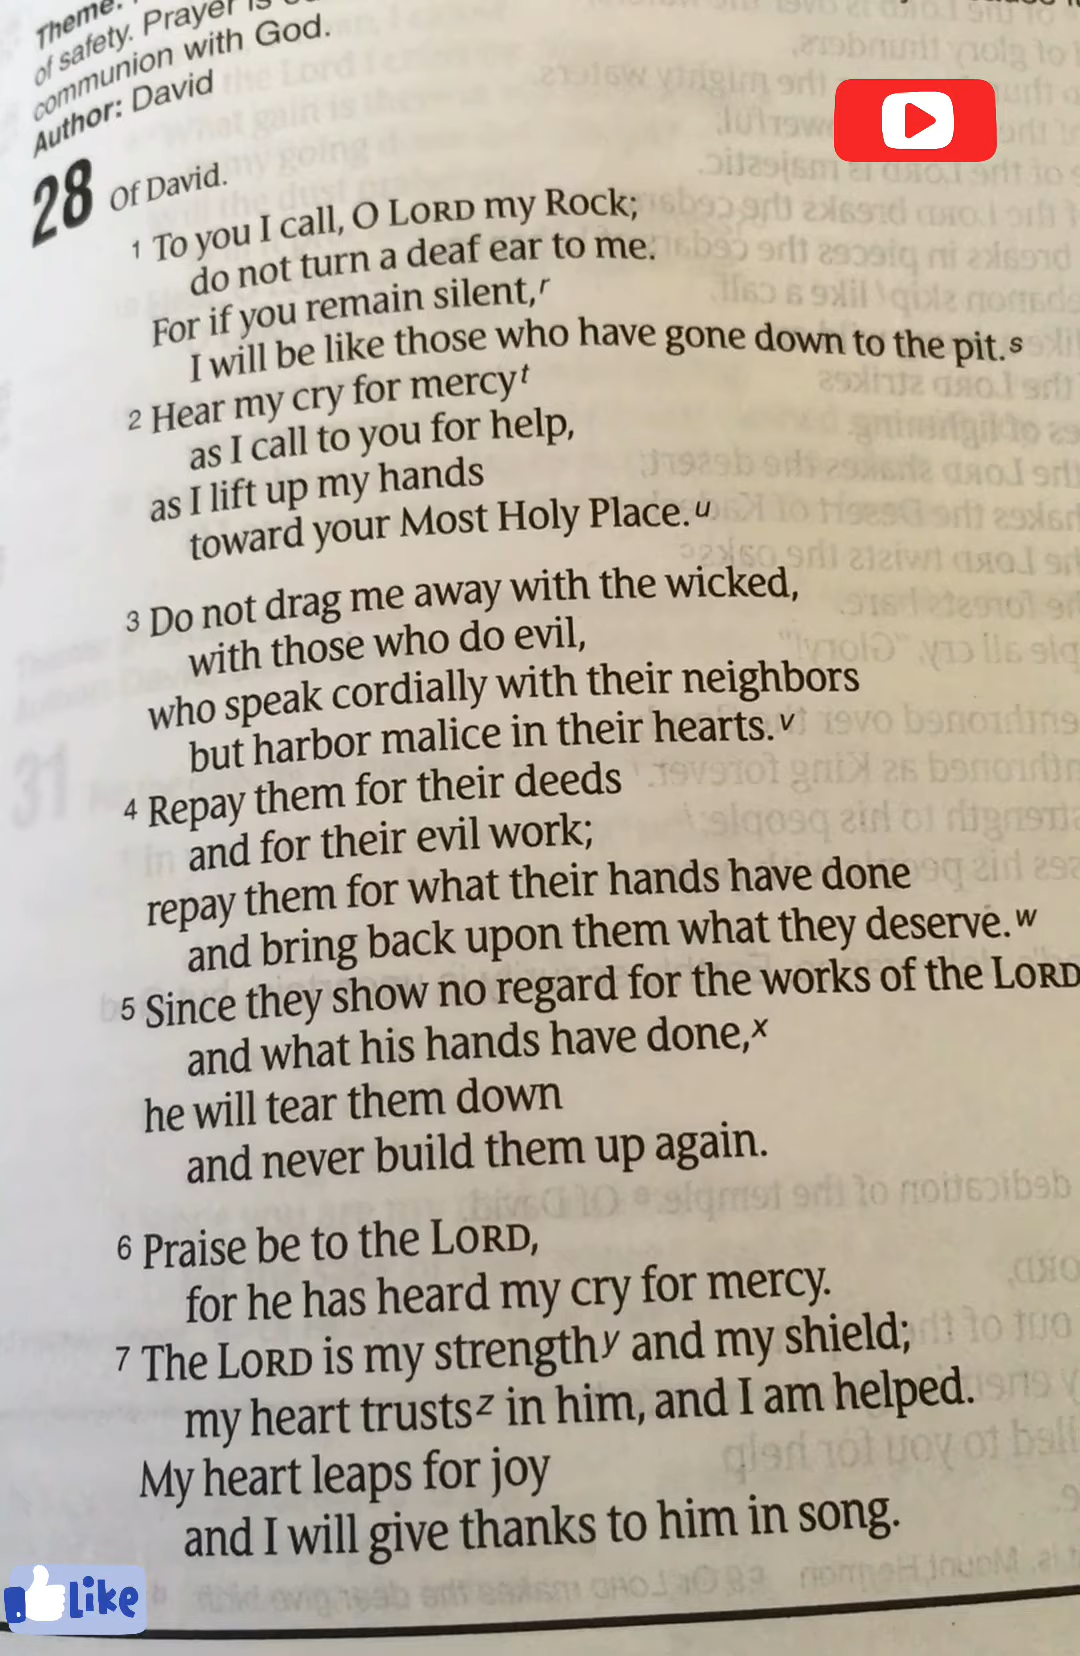 Theme:
of safety. Prayer is
communion with God.
Author: David
28 Of David.
1 To you I call, O LORD my Rock;
do not turn a deaf ear to me.
For if you remain silent,r
I will be like those who have gone down to the pit.s
2 Hear my cry for mercyt
as I call to you for help,
as I lift up my hands
toward your Most Holy Place.u
3 Do not drag me away with the wicked,
with those who do evil,
who speak cordially with their neighbors
but harbor malice in their hearts.v
4 Repay them for their deeds
and for their evil work;
repay them for what their hands have done
and bring back upon them what they deserve.w
5 Since they show no regard for the works of the LORD
and what his hands have done,x
he will tear them down
and never build them up again.
6 Praise be to the LORD,
for he has heard my cry for mercy.
7 The LORD is my strengthy and my shield;
my heart trustsz in him, and I am helped.
My heart leaps for joy
and I will give thanks to him in song.
Like